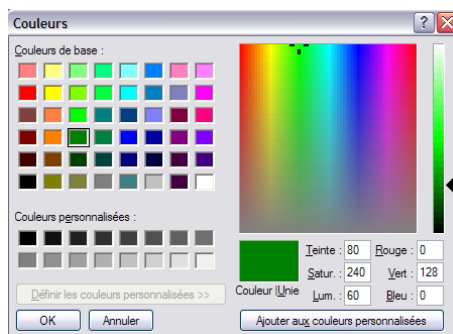 Couleurs
Couleurs de base :
Couleurs personnalisées :
Définir les couleurs personnalisées >>
OK Annuler
Couleur|Unie
Teinte : 80 Rouge : 0
Satur. : 240 Vert : 128
Lum. : 60 Bleu : 0
Ajouter aux couleurs personnalisées